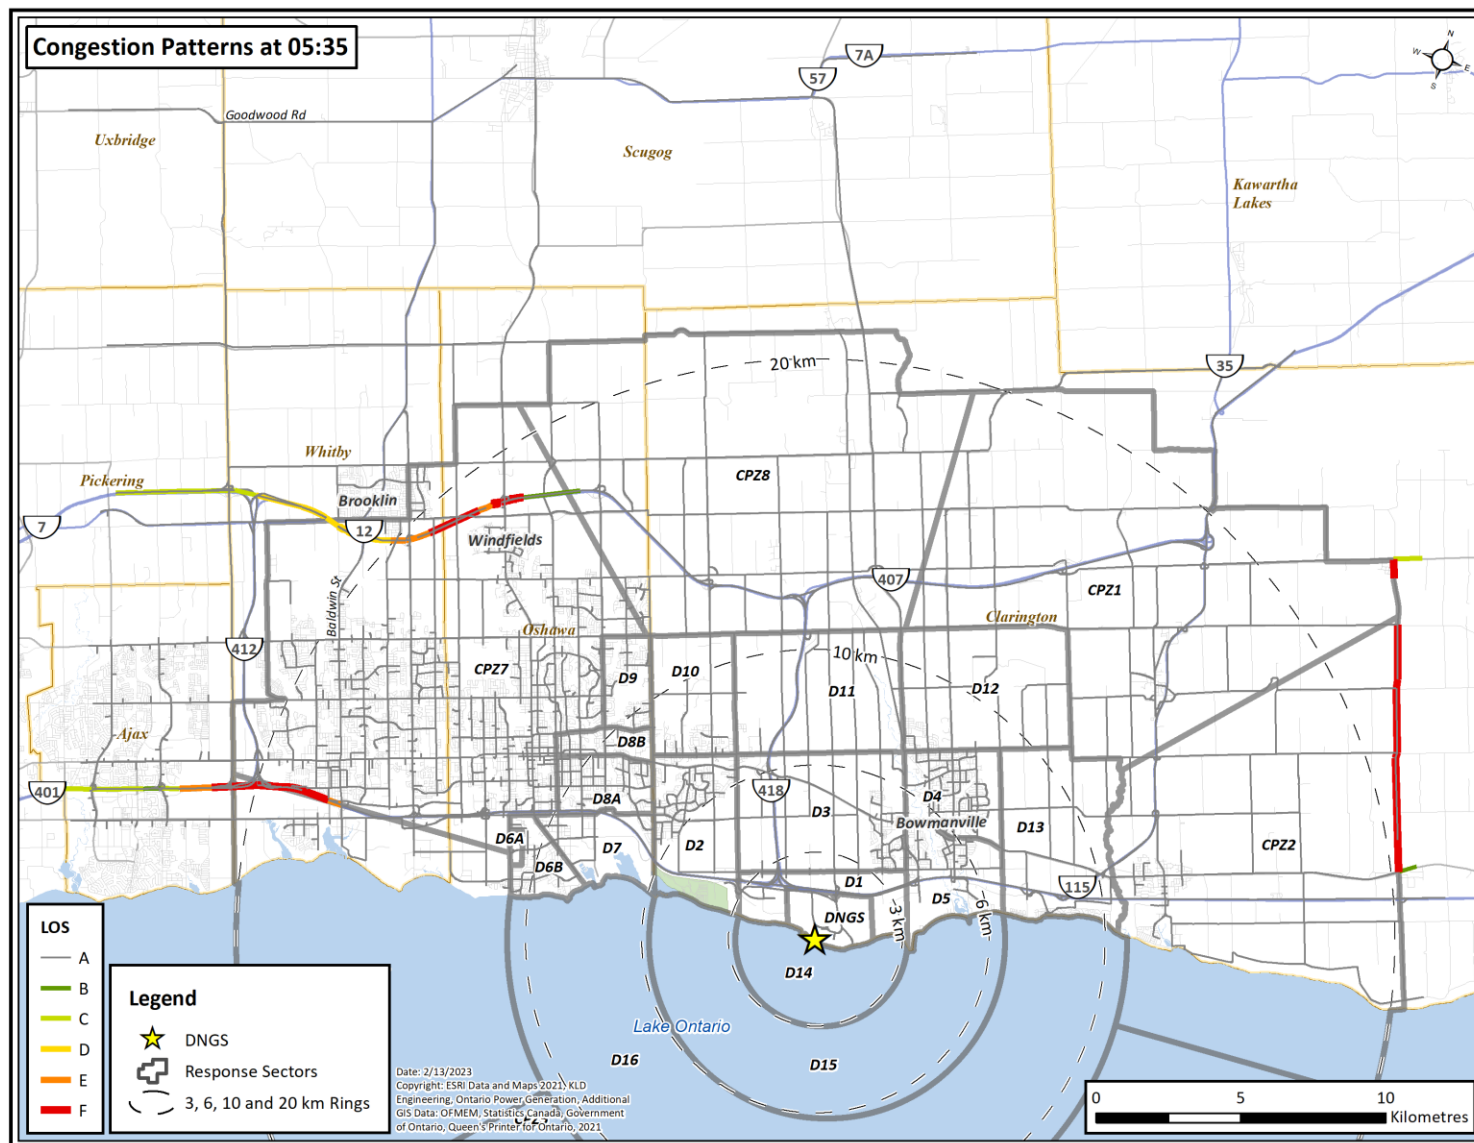 Congestion Patterns at 05:35
N
W
E
S
7A
57
Goodwood Rd
Uxbridge
Scugog
Kawartha
Lakes
20 km
35
Whitby
Pickering
CPZ8
Brooklin
7
12
Windfields
407
CPZ1
Baldwin St
Oshawa
Clarington
412
10 km
CPZ7
D9
D10
D11
D12
Ajax
D8B
401
418
D8A
D3
D4
Bowmanville
D13
D6A
D7
D2
CPZ2
D6B
D1
115
D5
DNGS
3 km
6 km
D14
Lake Ontario
D16
D15
LOS
A
B
C
D
E
F
Legend
DNGS
Response Sectors
3, 6, 10 and 20 km Rings
Date: 2/13/2023
Copyright: ESRI Data and Maps 2021, KLD
Engineering, Ontario Power Generation, Additional
GIS Data: OFMEM, Statistics Canada, Government
of Ontario, Queen's Printer for Ontario, 2021
0
5
10
Kilometres